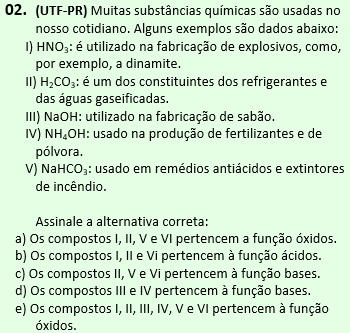 02. (UTF-PR) Muitas substâncias químicas são usadas no
nosso cotidiano. Alguns exemplos são dados abaixo:
I) HNO₃: é utilizado na fabricação de explosivos, como,
por exemplo, a dinamite.
II) H₂CO₃: é um dos constituintes dos refrigerantes e
das águas gaseificadas.
III) NaOH: utilizado na fabricação de sabão.
IV) NH₄OH: usado na produção de fertilizantes e de
pólvora.
V) NaHCO₃: usado em remédios antiácidos e extintores
de incêndio.
Assinale a alternativa correta:
a) Os compostos I, II, V e VI pertencem a função óxidos.
b) Os compostos I, II e Vi pertencem à função ácidos.
c) Os compostos II, V e Vi pertencem à função bases.
d) Os compostos III e IV pertencem à função bases.
e) Os compostos I, II, III, IV, V e VI pertencem à função
óxidos.